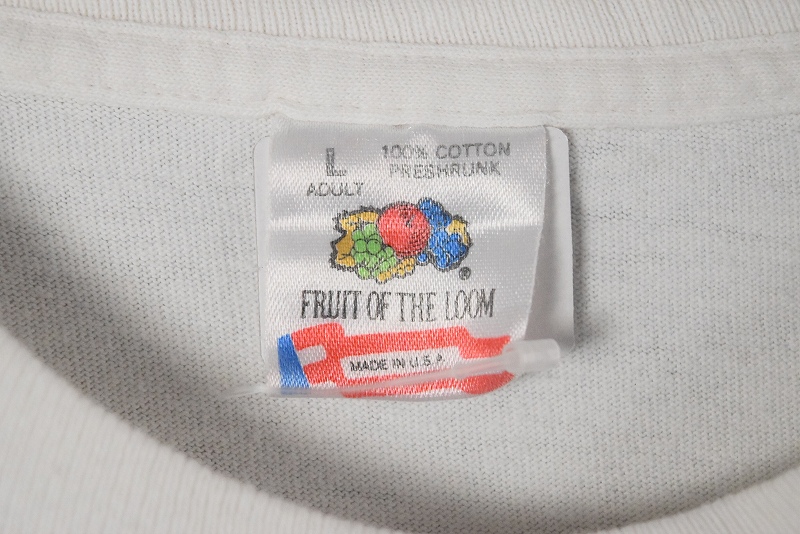 L
ADULT
100% COTTON
PRESHRUNK
®
FRUIT OF THE LOOM
MADE IN U.S.A.